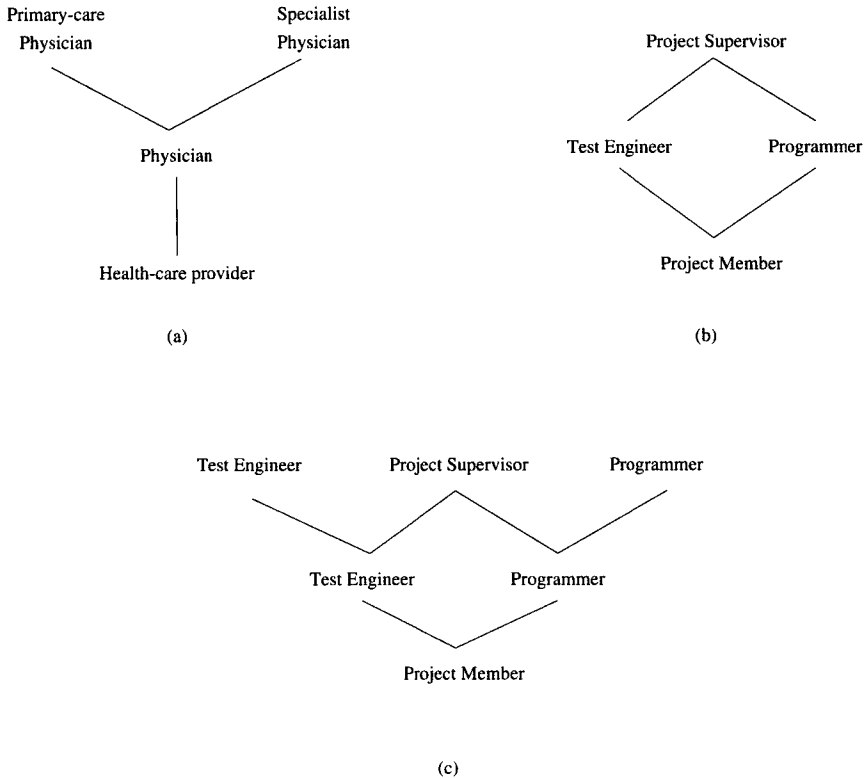 Primary-care
Physician
Specialist
Physician
Physician
Health-care provider
(a)
Project Supervisor
Test Engineer
Programmer
Project Member
(b)
Test Engineer
Project Supervisor
Programmer
Test Engineer
Programmer
Project Member
(c)